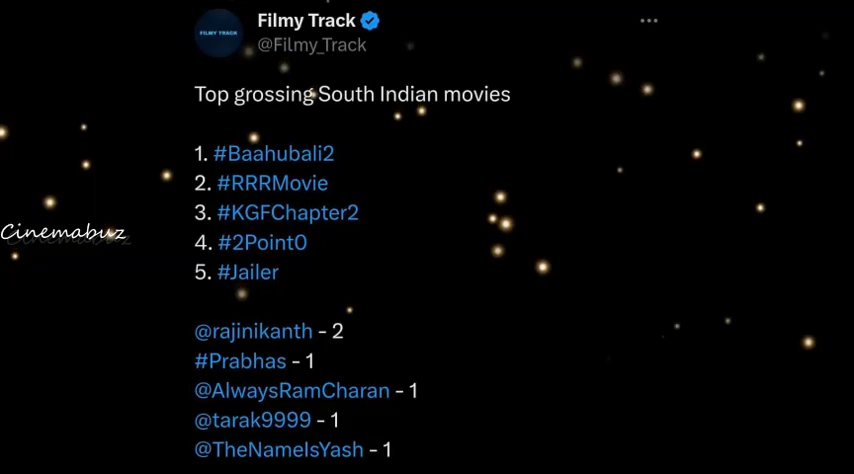 FILMY TRACK
Filmy Track
@Filmy_Track
Top grossing South Indian movies
1. #Baahubali2
2. #RRRMovie
3. #KGFChapter2
4. #2Point0
5. #Jailer
Cinemabuz
@rajinikanth - 2
#Prabhas - 1
@AlwaysRamCharan - 1
@tarak9999 - 1
@TheNameIsYash - 1